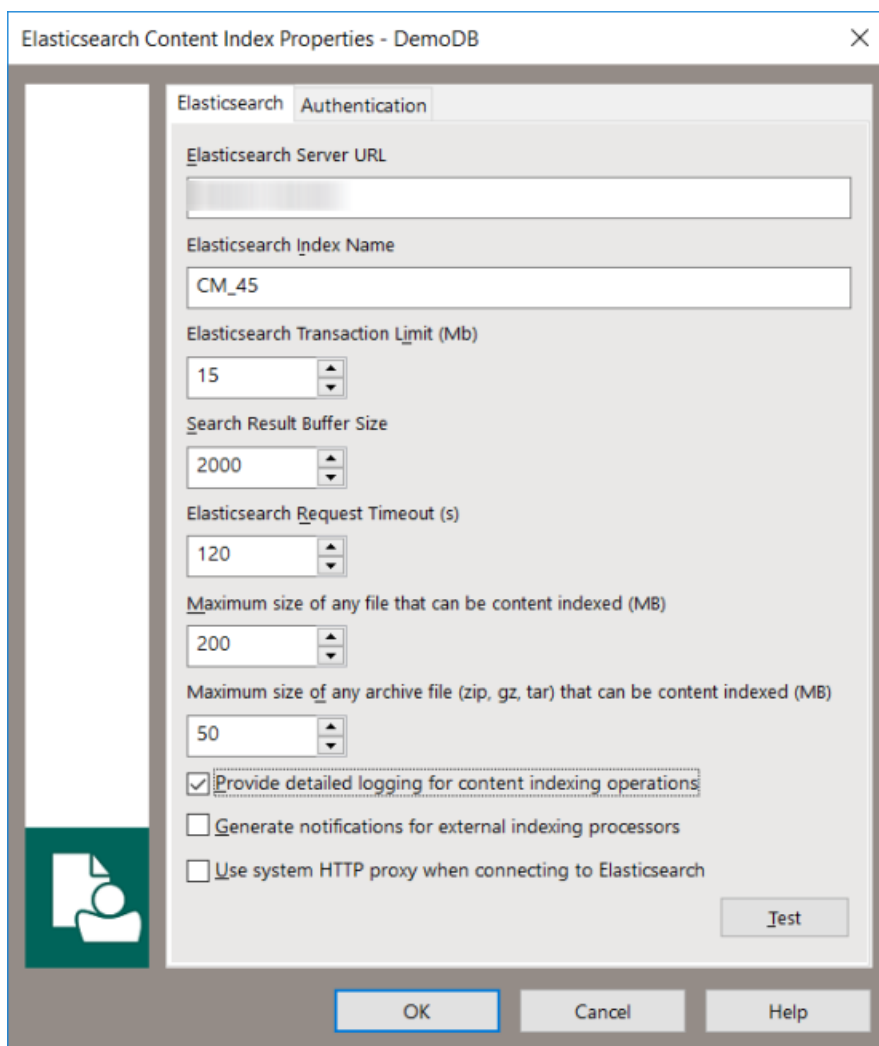 Elasticsearch Content Index Properties - DemoDB
Elasticsearch
Authentication
Elasticsearch Server URL
Elasticsearch Index Name
CM_45
Elasticsearch Transaction Limit (Mb)
15
Search Result Buffer Size
2000
Elasticsearch Request Timeout (s)
120
Maximum size of any file that can be content indexed (MB)
200
Maximum size of any archive file (zip, gz, tar) that can be content indexed (MB)
50
Provide detailed logging for content indexing operations
Generate notifications for external indexing processors
Use system HTTP proxy when connecting to Elasticsearch
Test
OK
Cancel
Help